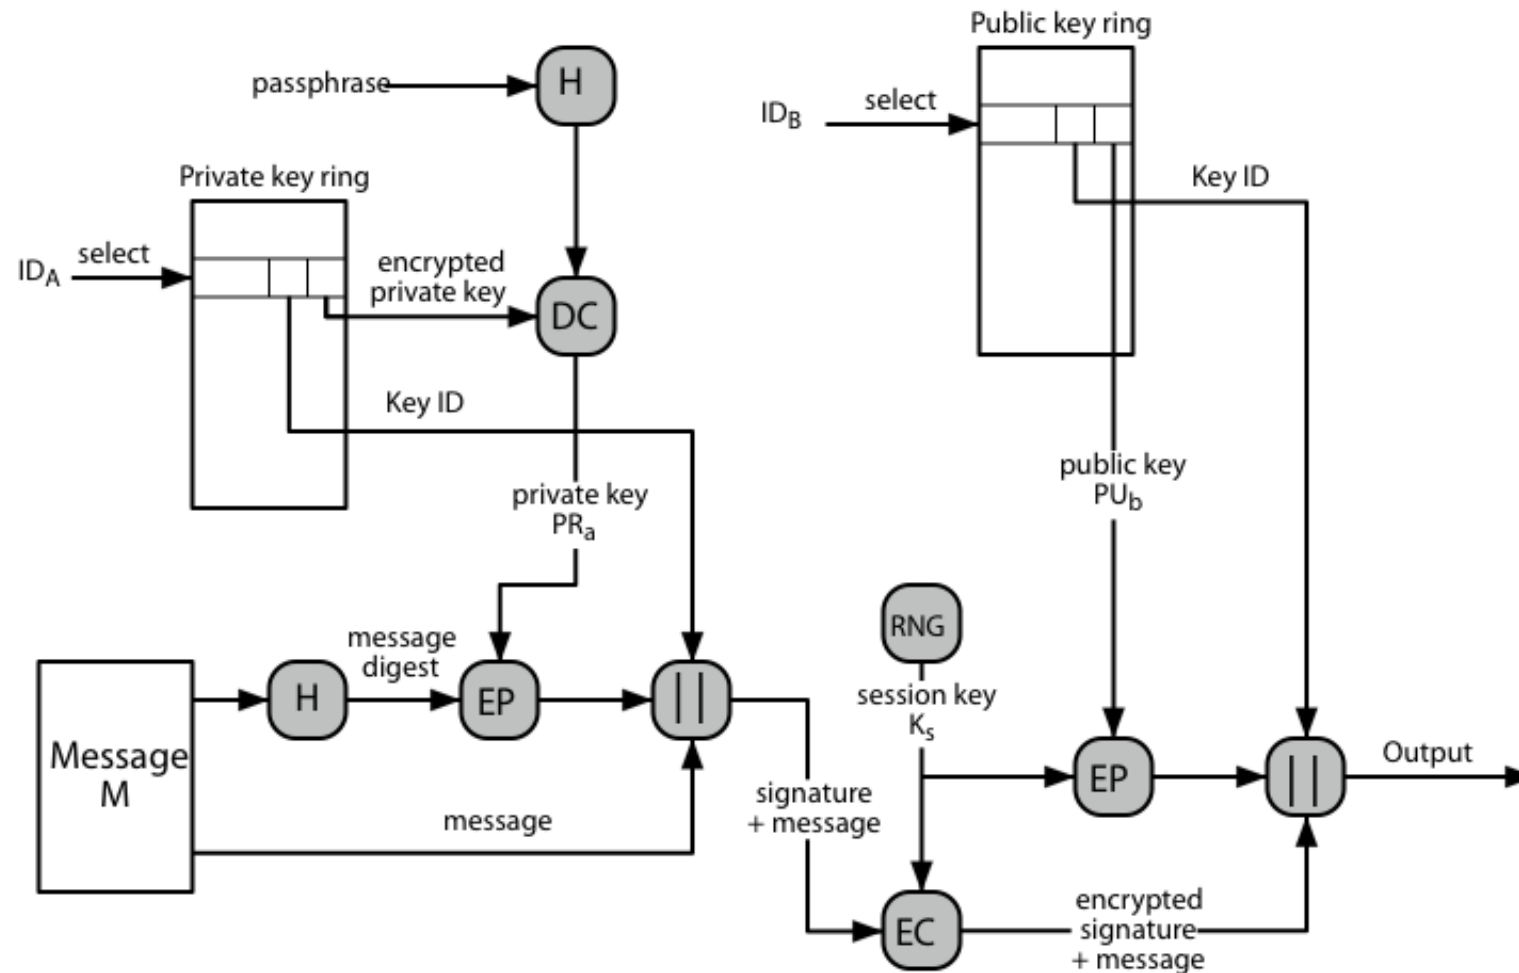 Public key ring
passphrase
H
ID_B
select
Key ID
Private key ring
ID_A
select
encrypted
private key
DC
Key ID
private key
PR_a
public key
PU_b
RNG
session key
K_s
Message
M
H
message
digest
EP
||
message
signature
+ message
EP
||
Output
EC
encrypted
signature
+ message